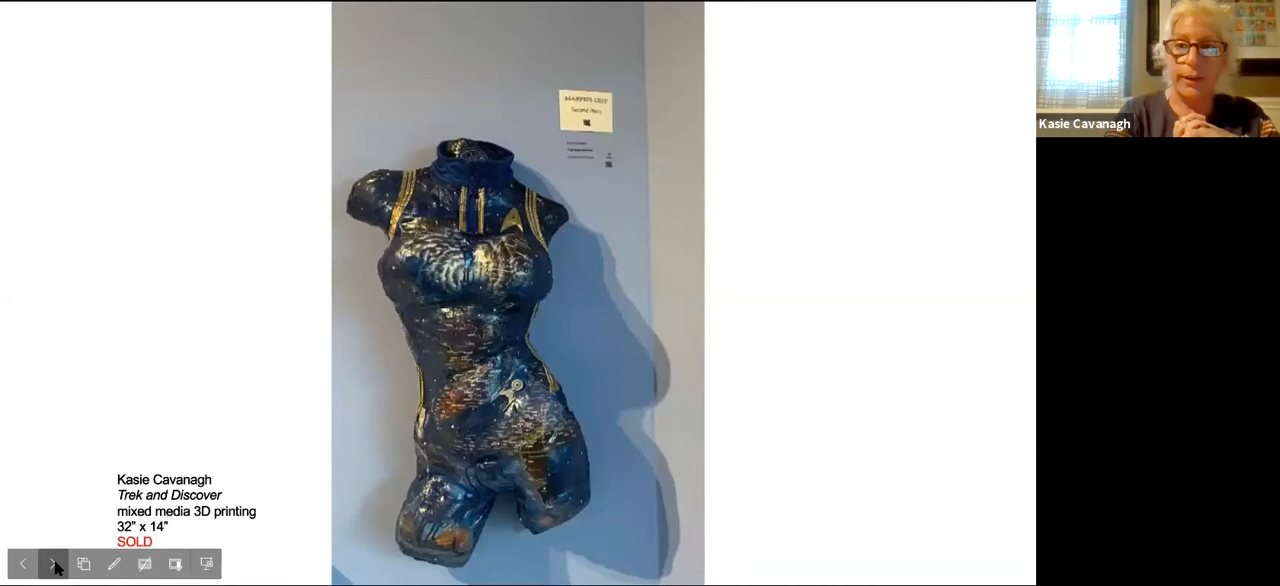 Kasie Cavanagh
Kasie Cavanagh
Trek and Discover
mixed media 3D printing
32" x 14"
SOLD